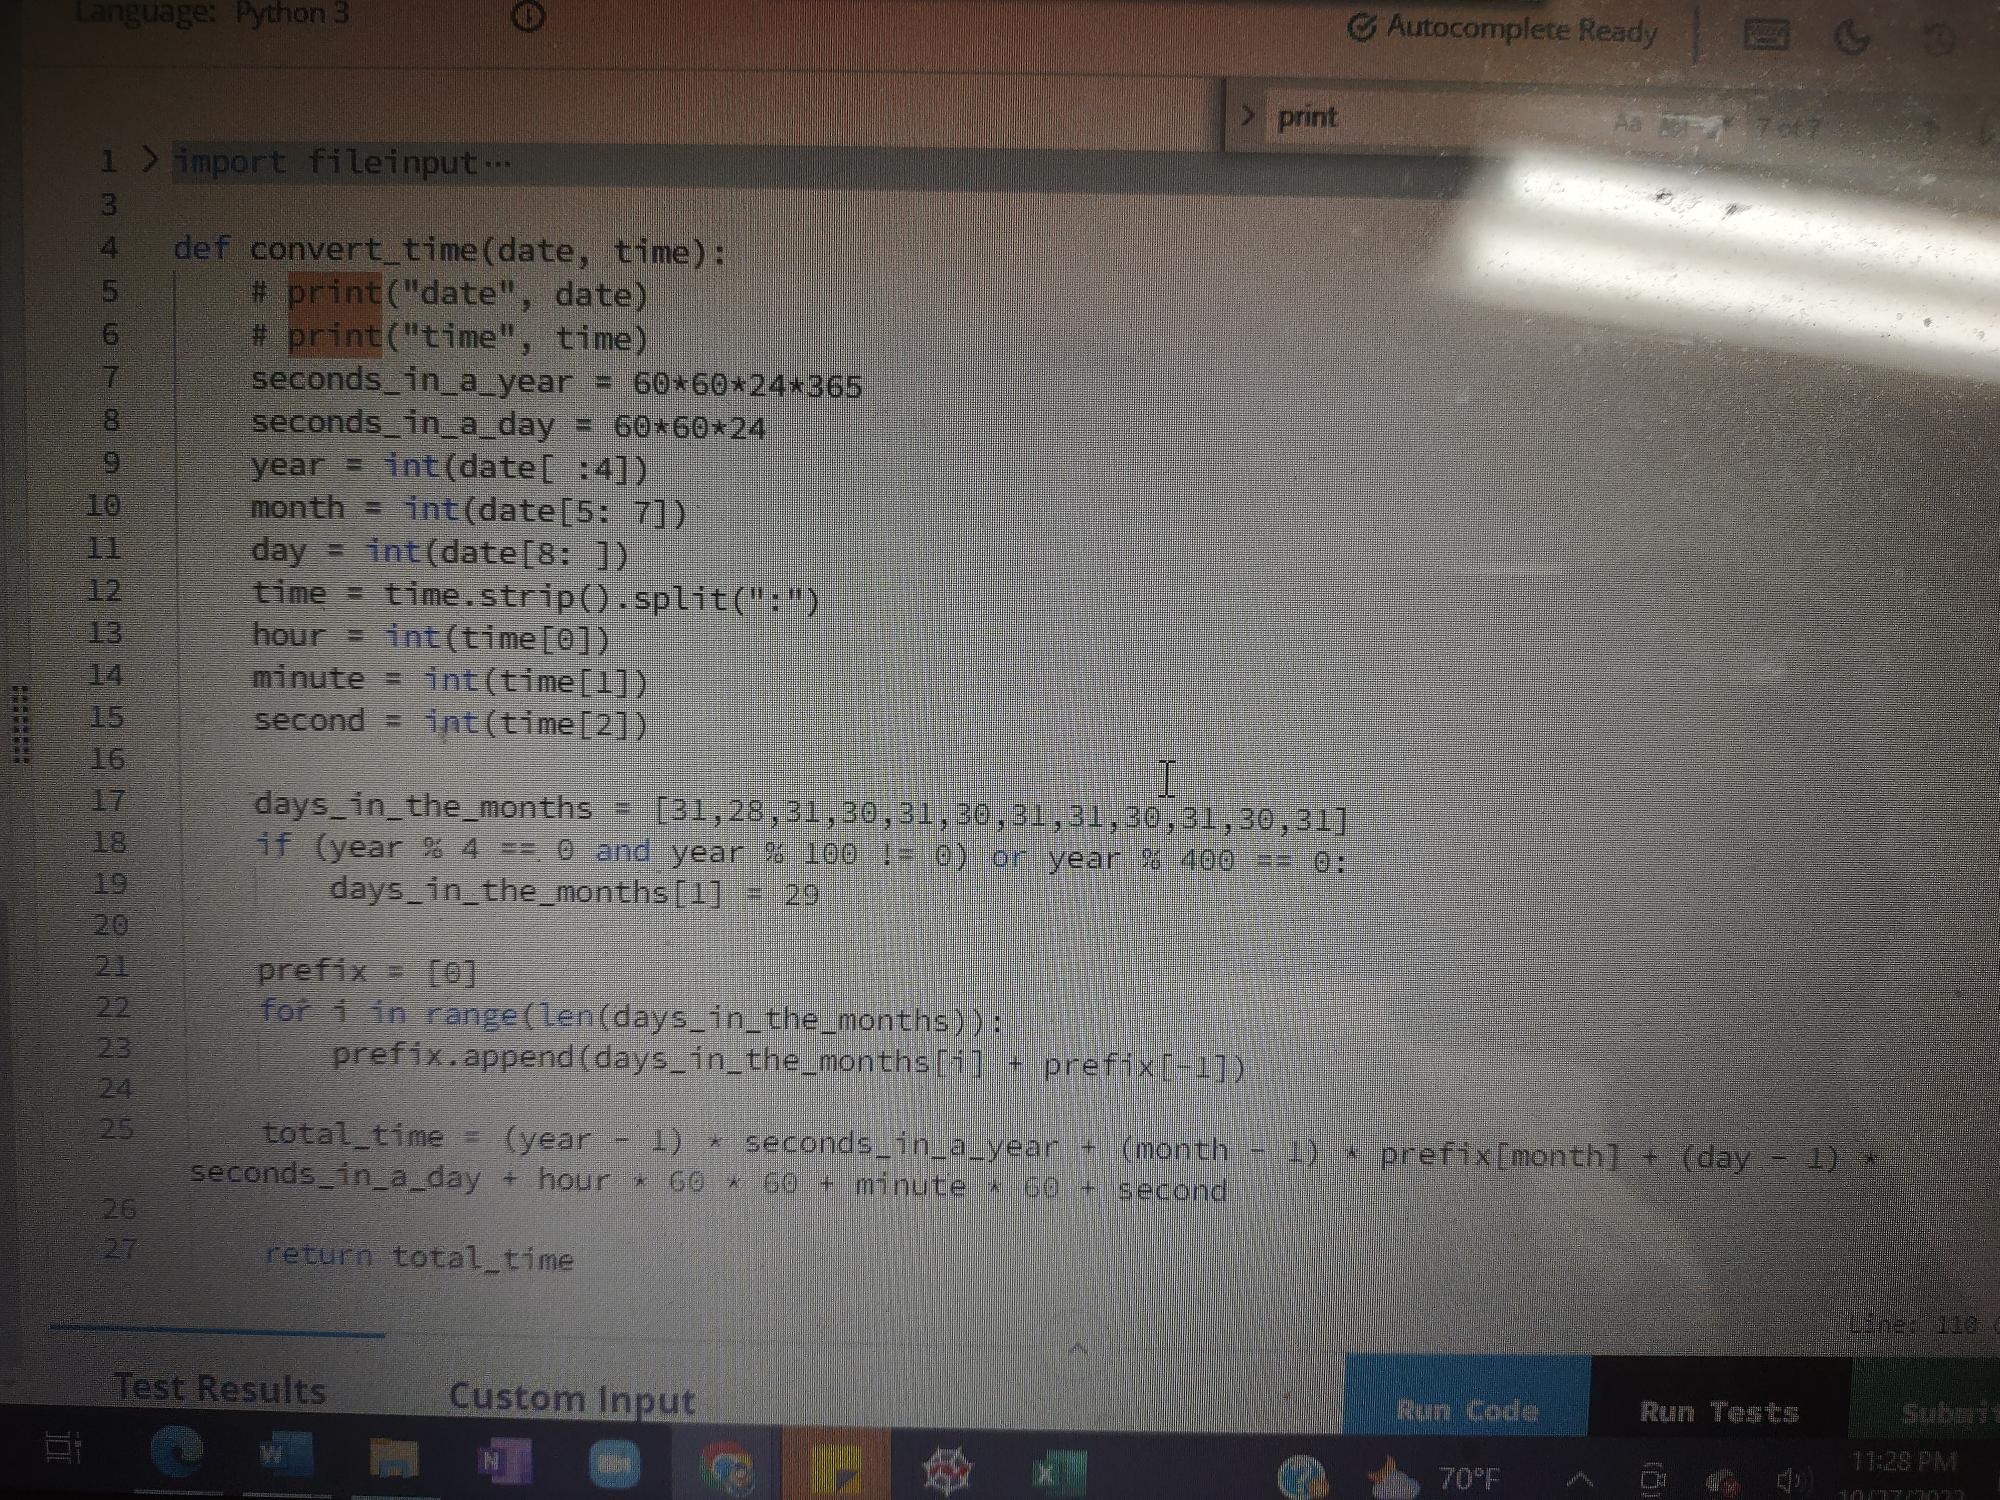 Language: Python 3
Autocomplete Ready
print
Aa 7 of 7
1 import fileinput···
3
4 def convert_time(date, time):
5 # print("date", date)
6 # print("time", time)
7 seconds_in_a_year = 60*60*24*365
8 seconds_in_a_day = 60*60*24
9 year = int(date[ :4])
10 month = int(date[5: 7])
11 day = int(date[8: ])
12 time = time.strip().split(":")
13 hour = int(time[0])
14 minute = int(time[1])
15 second = int(time[2])
16
17 days_in_the_months = [31,28,31,30,31,30,31,31,30,31,30,31]
18 if (year % 4 == 0 and year % 100 != 0) or year % 400 == 0:
19 days_in_the_months[1] = 29
20
21 prefix = [0]
22 for i in range(len(days_in_the_months)):
23 prefix.append(days_in_the_months[i] + prefix[-1])
24
25 total_time = (year - 1) * seconds_in_a_year + (month - 1) * prefix[month] + (day - 1) *
seconds_in_a_day + hour * 60 * 60 + minute * 60 + second
26
27 return total_time
Line: 110
Test Results
Custom Input
Run Code
Run Tests
Submit
70°F
11:28 PM